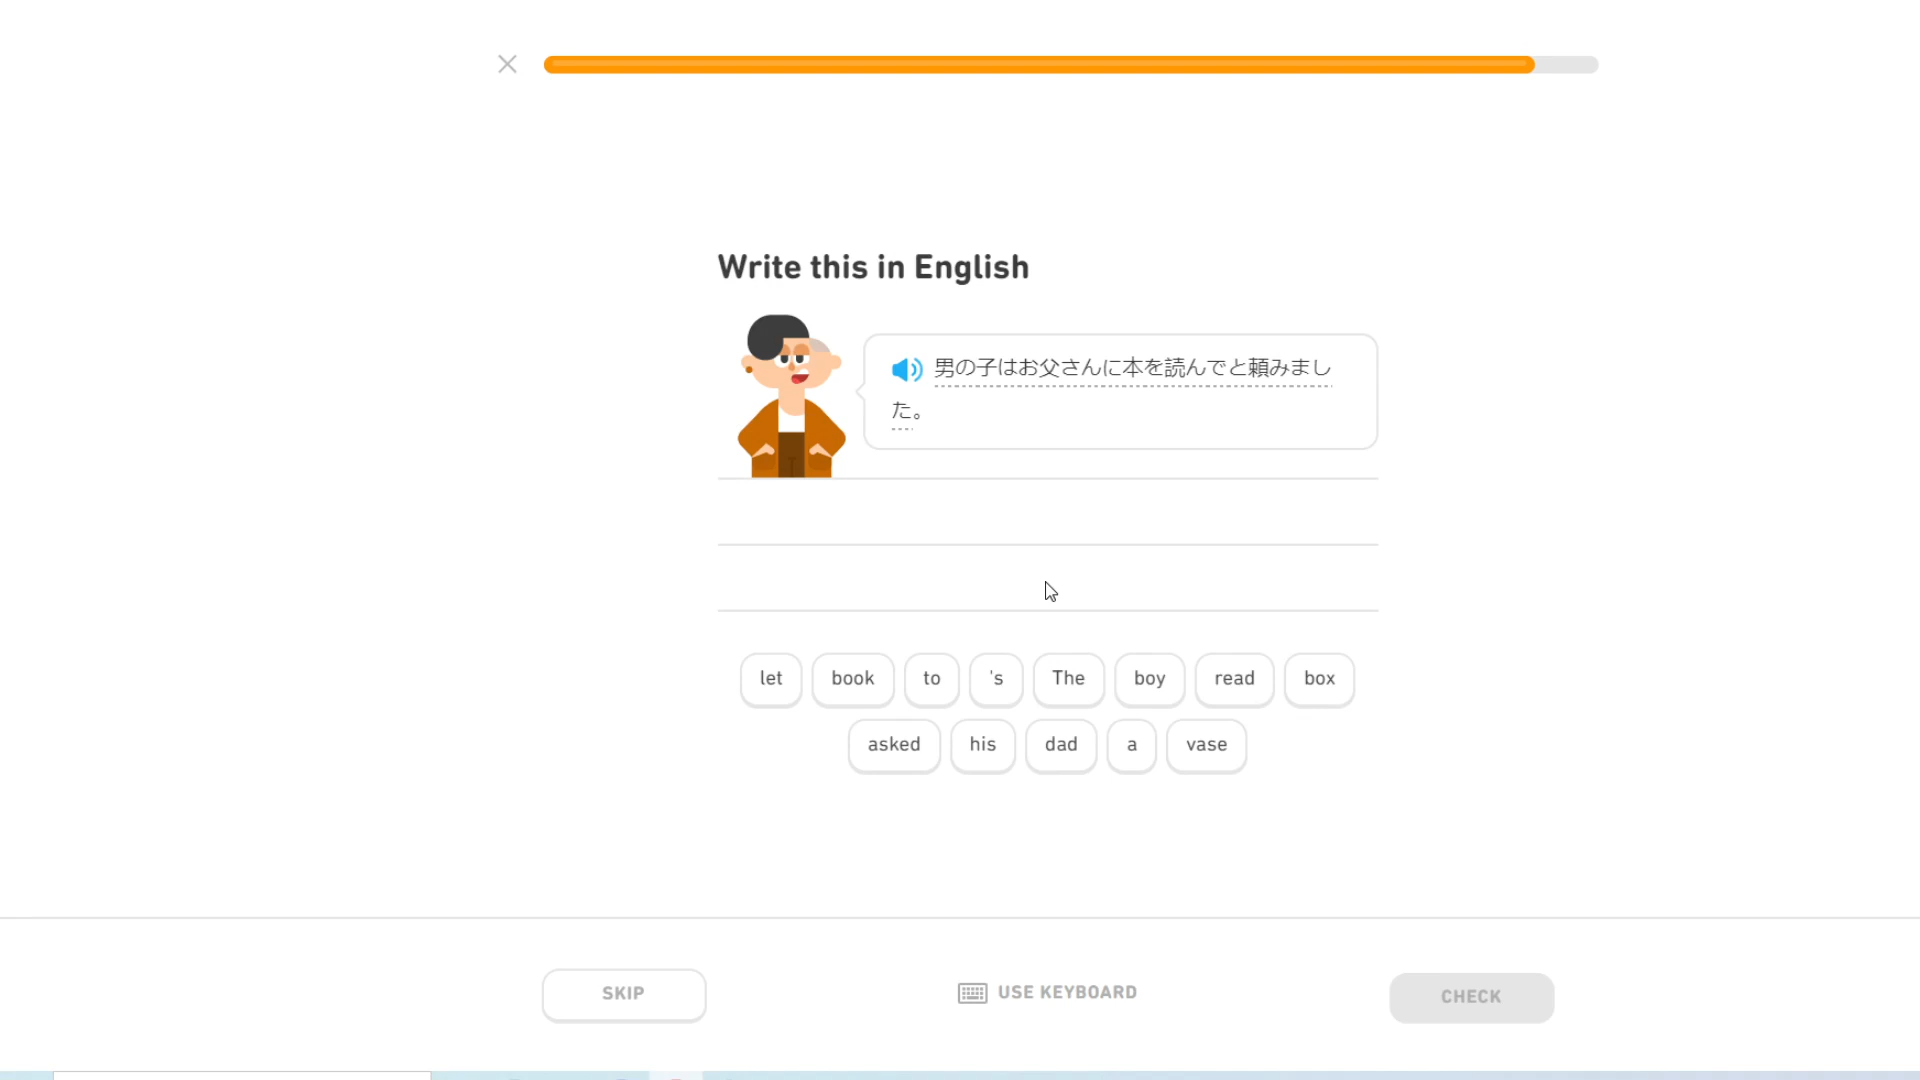 Write this in English
男の子はお父さんに本を読んでと頼みまし
た。
let book to 's The boy read box
asked his dad a vase
SKIP USE KEYBOARD CHECK